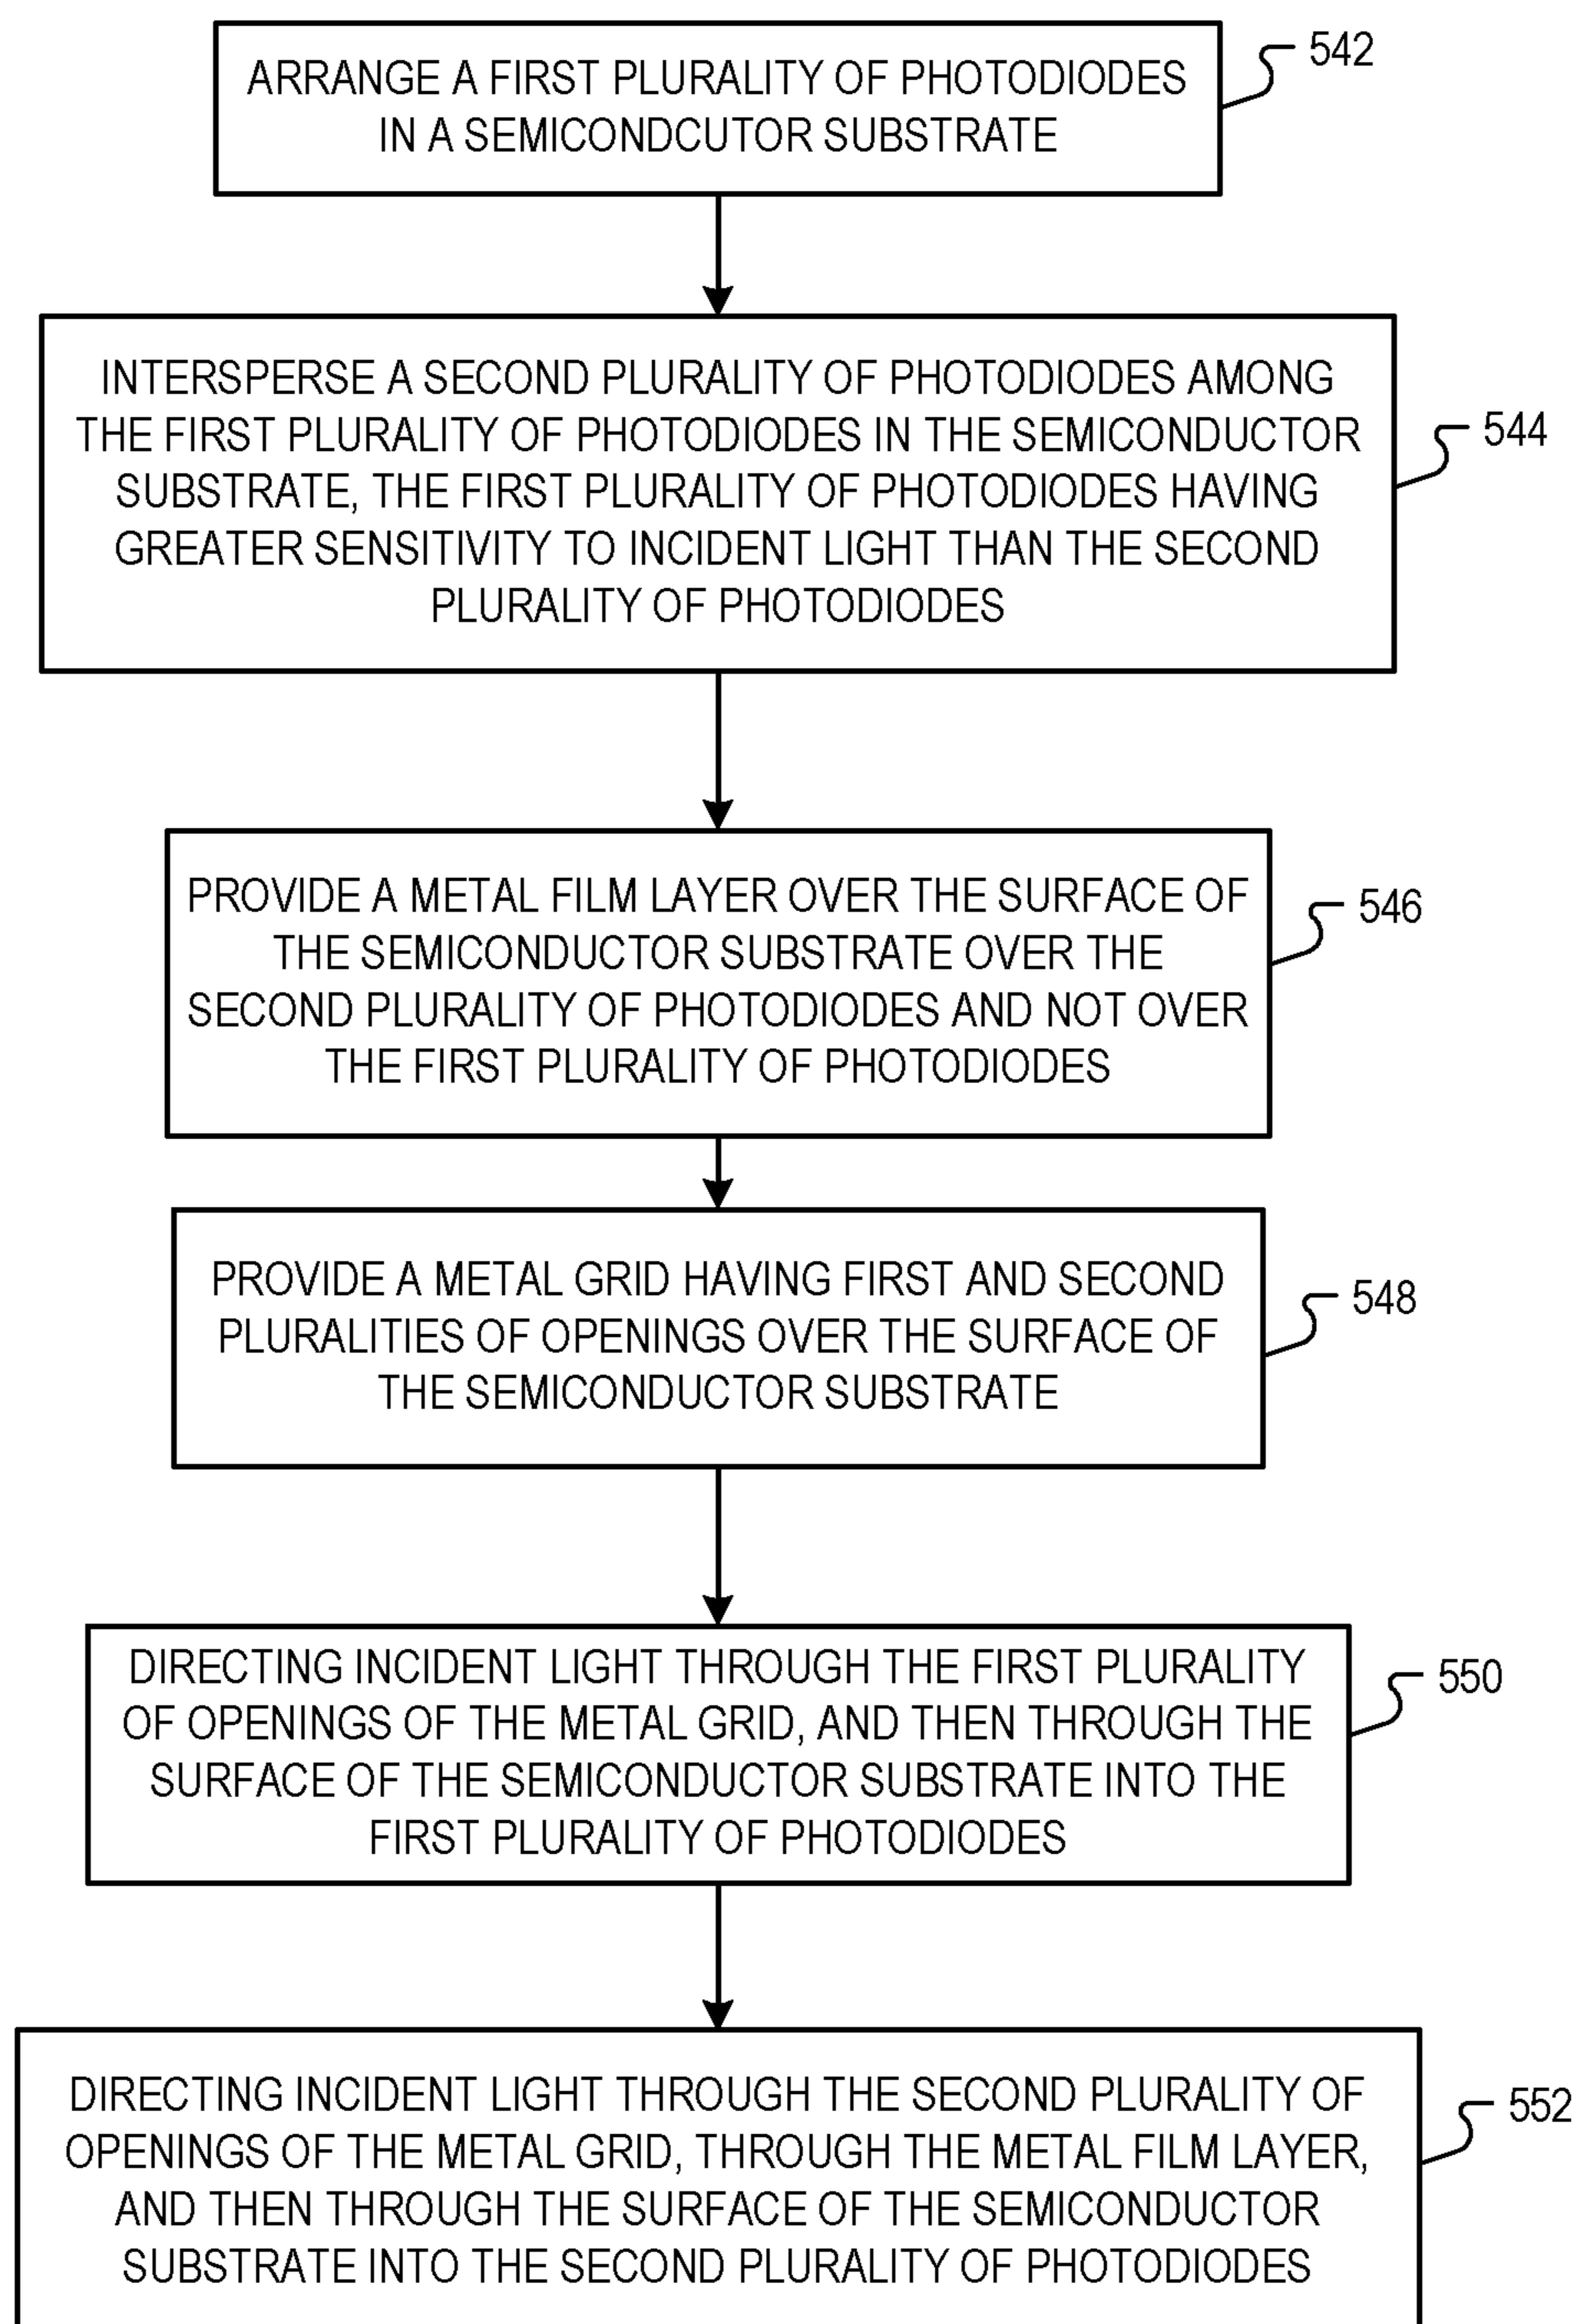 ARRANGE A FIRST PLURALITY OF PHOTODIODES
IN A SEMICONDCUTOR SUBSTRATE
542
INTERSPERSE A SECOND PLURALITY OF PHOTODIODES AMONG
THE FIRST PLURALITY OF PHOTODIODES IN THE SEMICONDUCTOR
SUBSTRATE, THE FIRST PLURALITY OF PHOTODIODES HAVING
GREATER SENSITIVITY TO INCIDENT LIGHT THAN THE SECOND
PLURALITY OF PHOTODIODES
544
PROVIDE A METAL FILM LAYER OVER THE SURFACE OF
THE SEMICONDUCTOR SUBSTRATE OVER THE
SECOND PLURALITY OF PHOTODIODES AND NOT OVER
THE FIRST PLURALITY OF PHOTODIODES
546
PROVIDE A METAL GRID HAVING FIRST AND SECOND
PLURALITIES OF OPENINGS OVER THE SURFACE OF
THE SEMICONDUCTOR SUBSTRATE
548
DIRECTING INCIDENT LIGHT THROUGH THE FIRST PLURALITY
OF OPENINGS OF THE METAL GRID, AND THEN THROUGH THE
SURFACE OF THE SEMICONDUCTOR SUBSTRATE INTO THE
FIRST PLURALITY OF PHOTODIODES
550
DIRECTING INCIDENT LIGHT THROUGH THE SECOND PLURALITY OF
OPENINGS OF THE METAL GRID, THROUGH THE METAL FILM LAYER,
AND THEN THROUGH THE SURFACE OF THE SEMICONDUCTOR
SUBSTRATE INTO THE SECOND PLURALITY OF PHOTODIODES
552